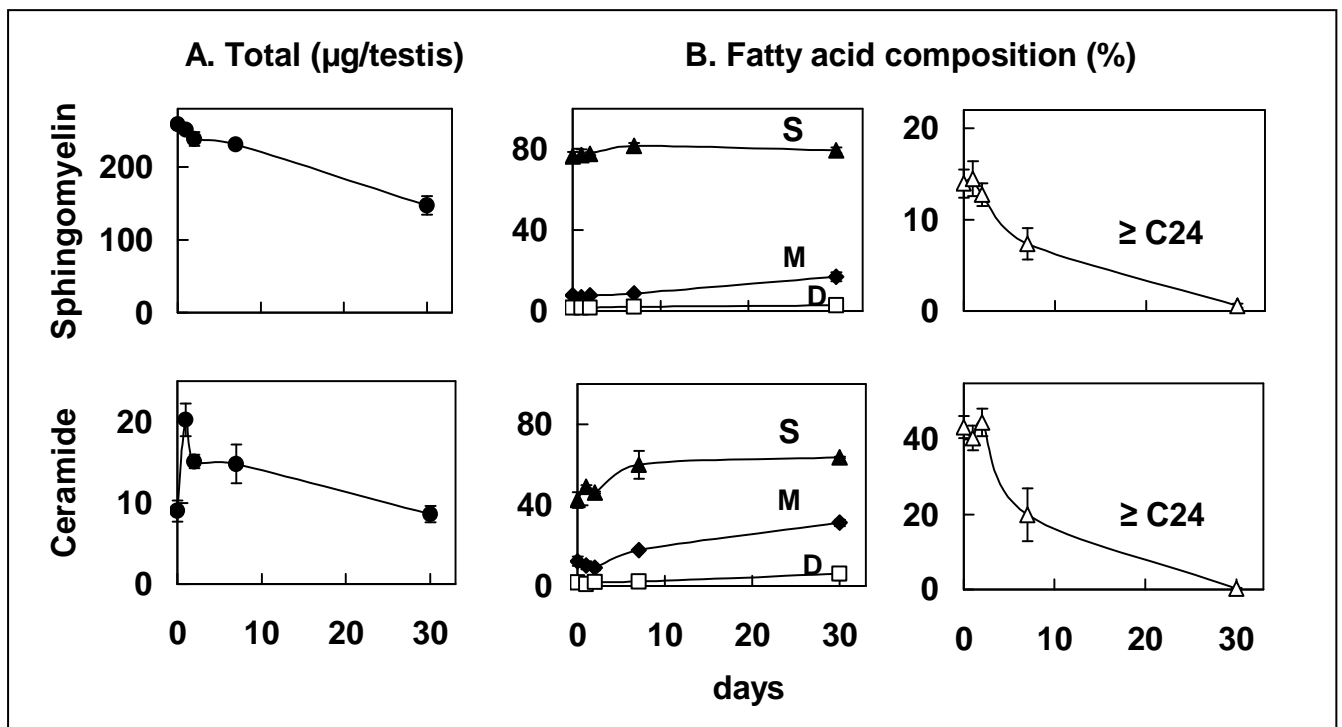 A. Total (µg/testis)
B. Fatty acid composition (%)
Sphingomyelin
200
100
0
80
40
0
S
M
D
20
10
0
≥ C24
Ceramide
20
10
0
0 10 20 30
80
40
0
S
M
D
0 10 20 30
40
20
0
≥ C24
0 10 20 30
days